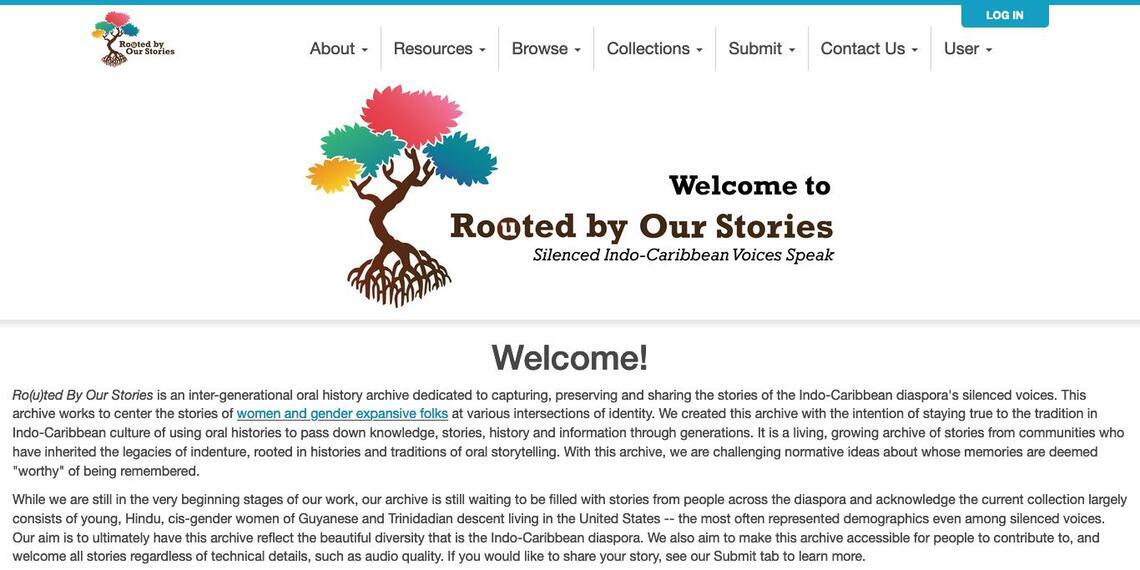 LOG IN
Rooted by
Our Stories
About Resources Browse Collections Submit Contact Us User
Welcome to
Routed by Our Stories
Silenced Indo-Caribbean Voices Speak
Welcome!
Ro(u)ted By Our Stories is an inter-generational oral history archive dedicated to capturing, preserving and sharing the stories of the Indo-Caribbean diaspora's silenced voices. This
archive works to center the stories of women and gender expansive folks at various intersections of identity. We created this archive with the intention of staying true to the tradition in
Indo-Caribbean culture of using oral histories to pass down knowledge, stories, history and information through generations. It is a living, growing archive of stories from communities who
have inherited the legacies of indenture, rooted in histories and traditions of oral storytelling. With this archive, we are challenging normative ideas about whose memories are deemed
"worthy" of being remembered.
While we are still in the very beginning stages of our work, our archive is still waiting to be filled with stories from people across the diaspora and acknowledge the current collection largely
consists of young, Hindu, cis-gender women of Guyanese and Trinidadian descent living in the United States -- the most often represented demographics even among silenced voices.
Our aim is to ultimately have this archive reflect the beautiful diversity that is the Indo-Caribbean diaspora. We also aim to make this archive accessible for people to contribute to, and
welcome all stories regardless of technical details, such as audio quality. If you would like to share your story, see our Submit tab to learn more.